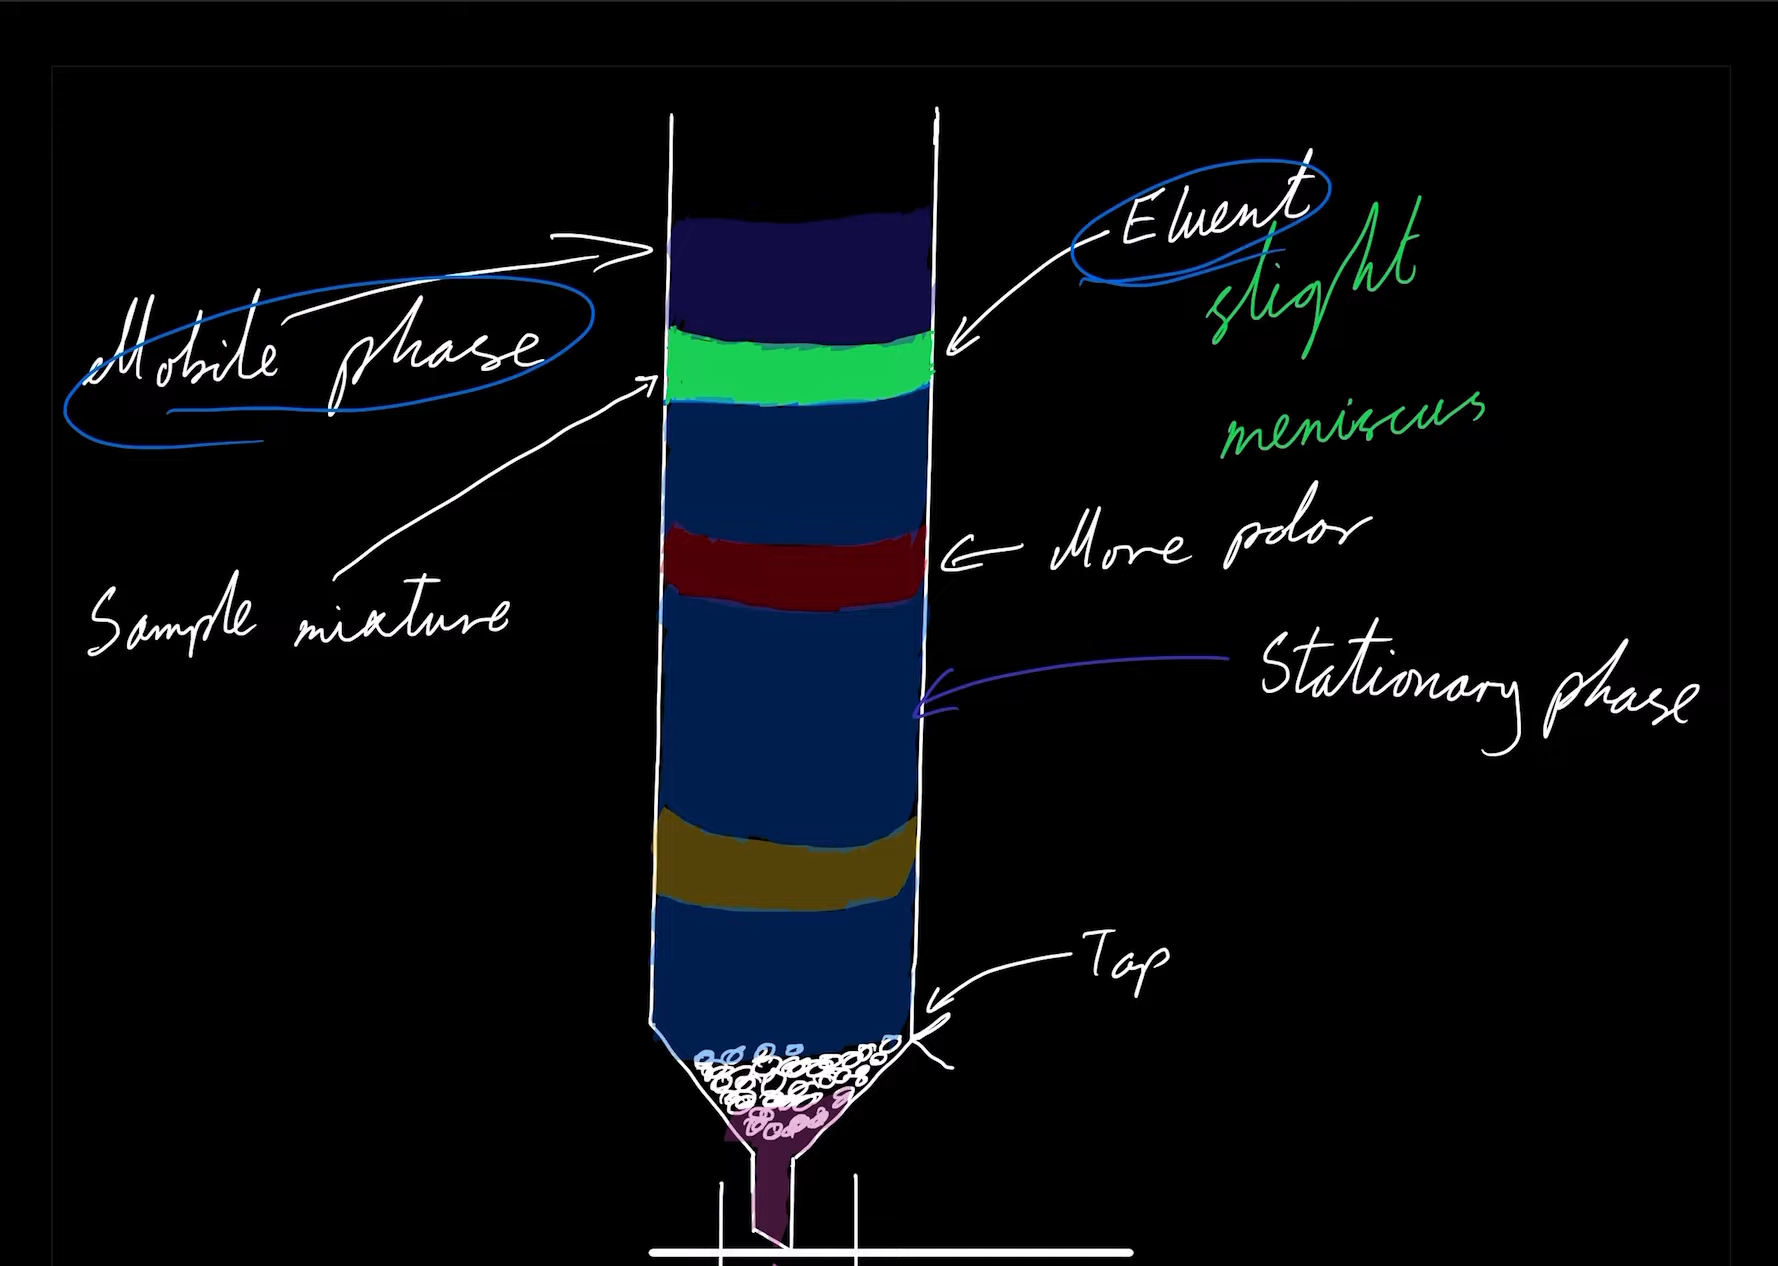 Eluent
slight
Mobile phase
meniscus
More polar
Sample mixture
Stationary phase
Tap